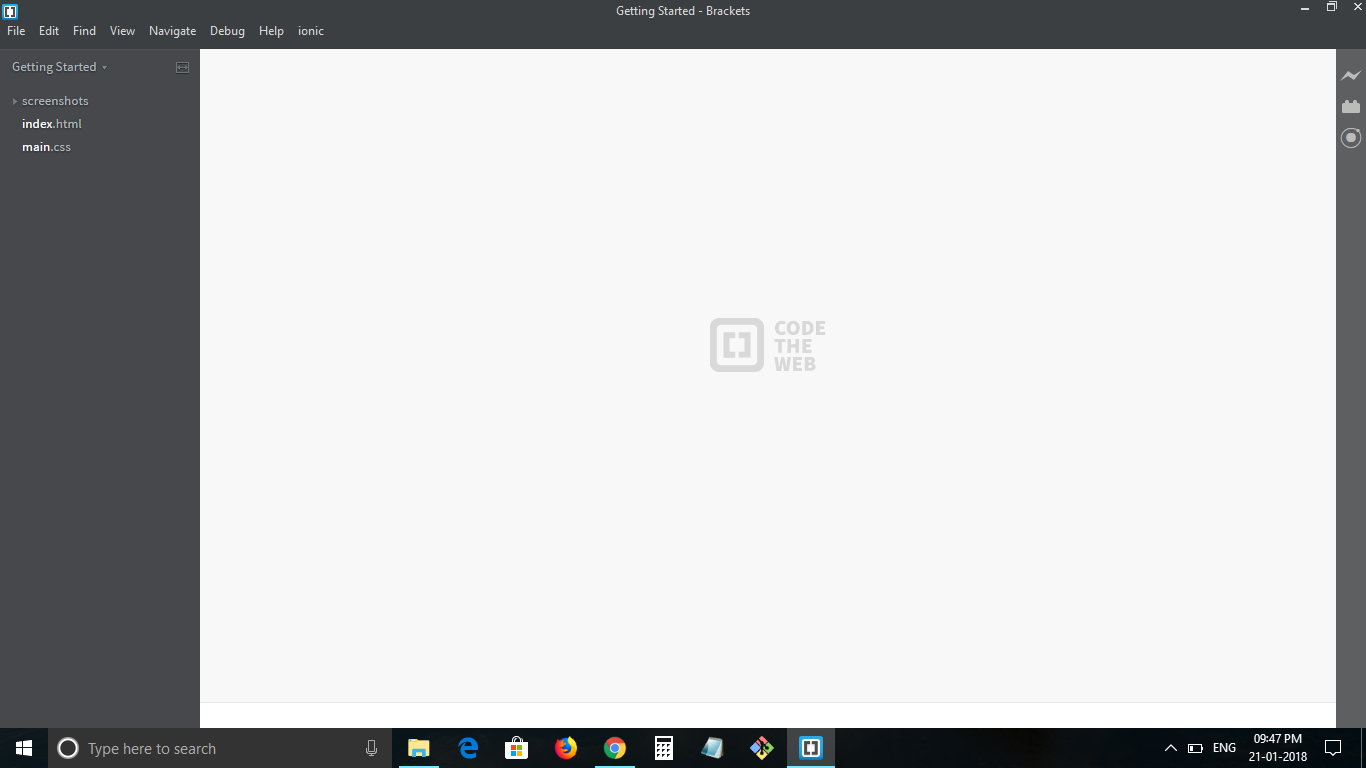 Getting Started - Brackets
File Edit Find View Navigate Debug Help ionic
Getting Started
screenshots
index.html
main.css
CODE
THE
WEB
Type here to search
ENG
09:47 PM
21-01-2018